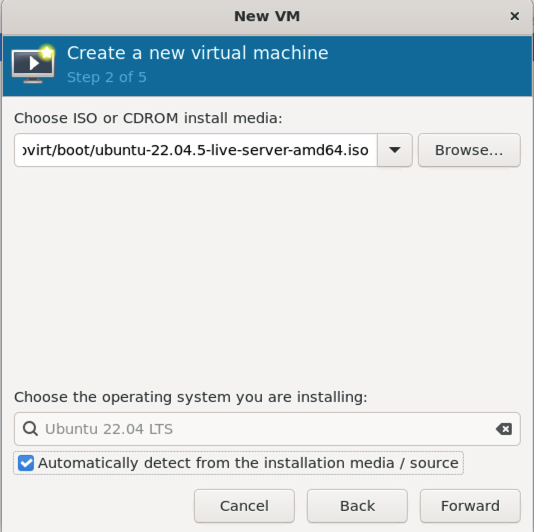 New VM
Create a new virtual machine
Step 2 of 5
Choose ISO or CDROM install media:
ovirt/boot/ubuntu-22.04.5-live-server-amd64.iso
Browse...
Choose the operating system you are installing:
Ubuntu 22.04 LTS
Automatically detect from the installation media / source
Cancel
Back
Forward